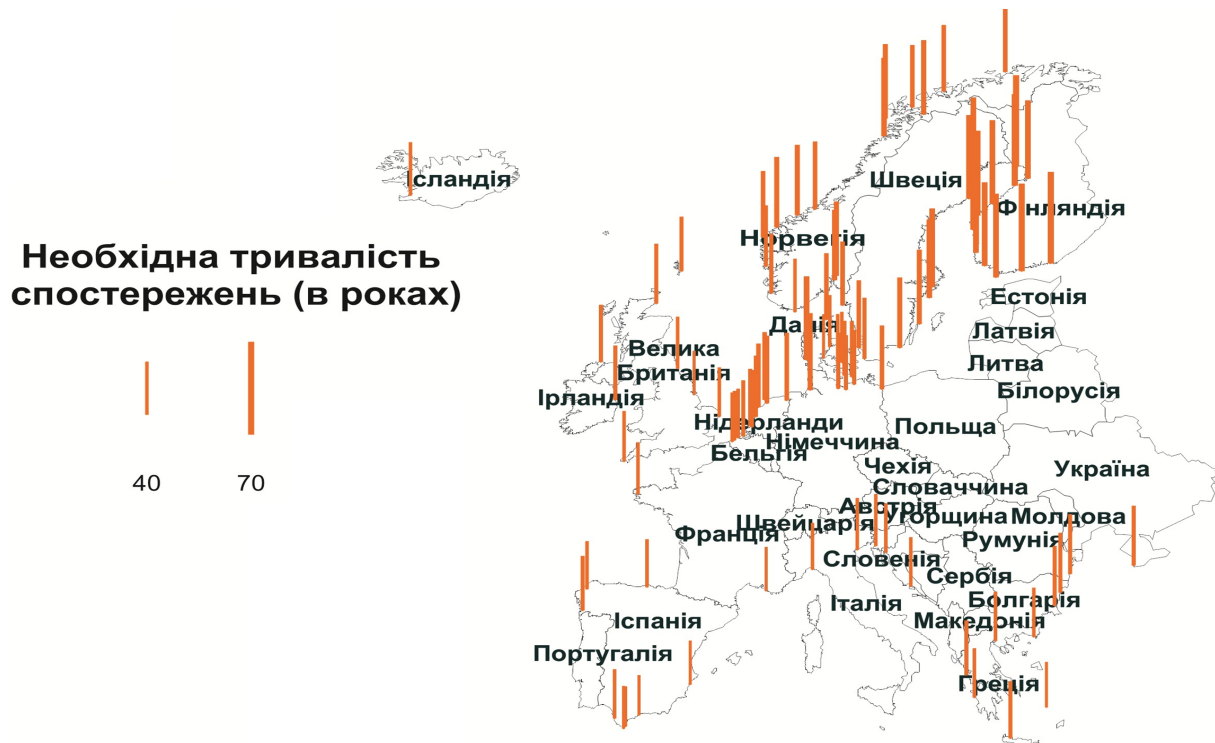 Ісландія
Швеція
Фінляндія
Норвегія
Необхідна тривалість
спостережень (в роках)
Естонія
Данія
Латвія
Велика
Британія
Литва
Білорусія
Ірландія
Нідерланди
Польща
Німеччина
Бельгія
Чехія
Україна
40
70
Словаччина
Австрія
Угорщина
Молдова
Швейцарія
Франція
Румунія
Словенія
Сербія
Італія
Болгарія
Македонія
Іспанія
Португалія
Греція